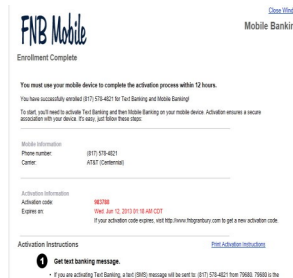 Close Wind
FNB Mobile
Mobile Bankin
Enrollment Complete
You must use your mobile device to complete the activation process within 12 hours.
You have successfully enrolled (817) 578-4821 for Text Banking and Mobile Banking!
To start, you'll need to activate Text Banking and then Mobile Banking on your mobile device. Activation ensures a secure
association with your device. It's easy, just follow these steps:
Mobile Information
Phone number: (817) 578-4821
Carrier: AT&T (Centennial)
Activation Information
Activation code: 983788
Expires on: Wed. Jun 12, 2013 01:18 AM CDT
If your activation code expires, visit http://www.fnbgranbury.com to get a new activation code.
Activation Instructions Print Activation Instructions
1 Get text banking message.
• If you are activating Text Banking, a text (SMS) message will be sent to: (817) 578-4821 from 79680. 79680 is the